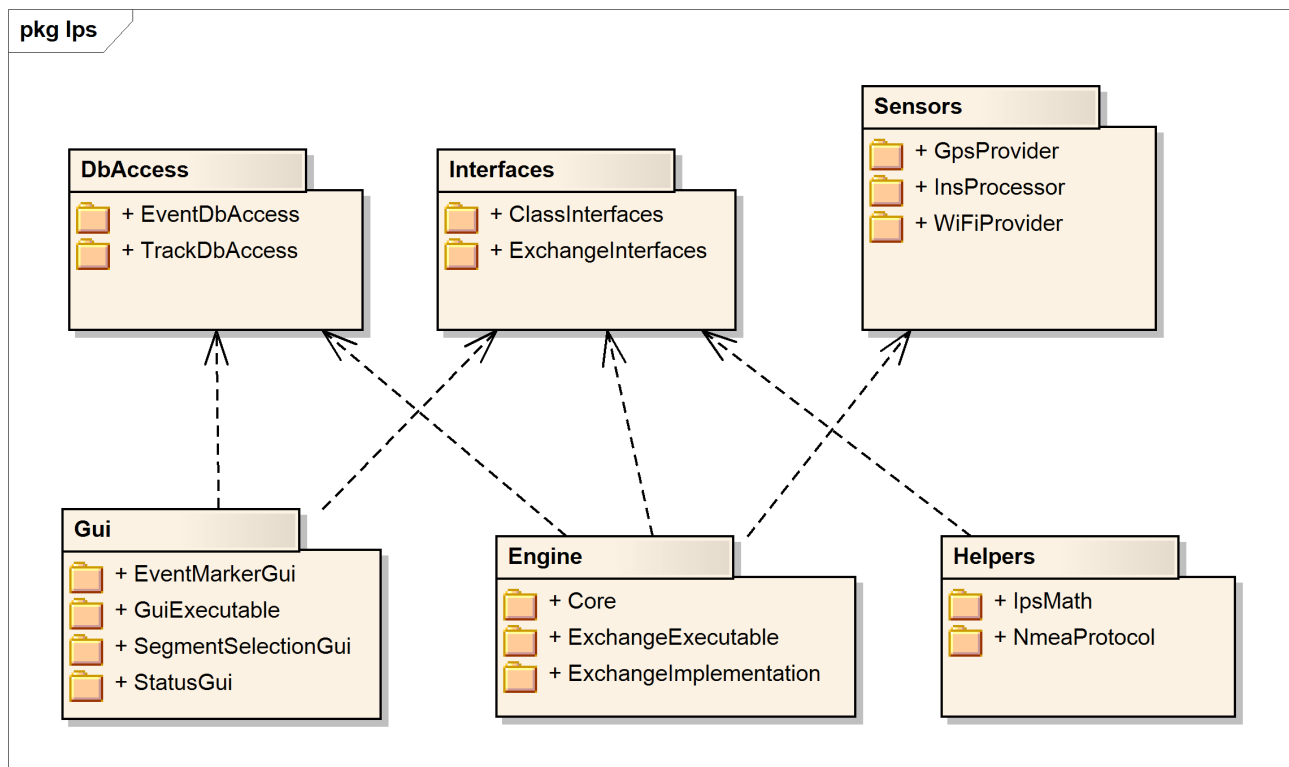 pkg Ips
DbAccess
+ EventDbAccess
+ TrackDbAccess
Interfaces
+ ClassInterfaces
+ ExchangeInterfaces
Sensors
+ GpsProvider
+ InsProcessor
+ WiFiProvider
Gui
+ EventMarkerGui
+ GuiExecutable
+ SegmentSelectionGui
+ StatusGui
Engine
+ Core
+ ExchangeExecutable
+ ExchangeImplementation
Helpers
+ IpsMath
+ NmeaProtocol